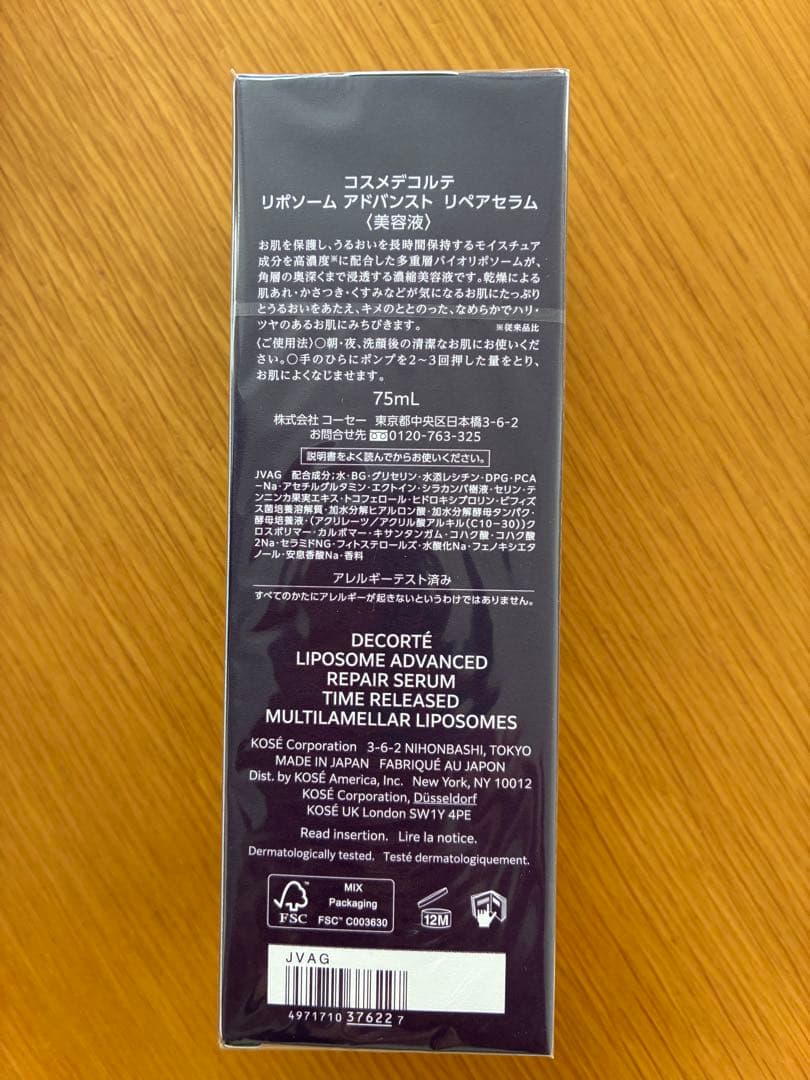 コスメデコルテ
リポソーム アドバンスト リペアセラム
〈美容液〉
お肌を保護し、うるおいを長時間保持するモイスチュア
成分を高濃度※に配合した多重層バイオリポソームが、
角層の奥深くまで浸透する濃縮美容液です。乾燥による
肌あれ・かさつき・くすみなどが気になるお肌にたっぷり
とうるおいをあたえ、キメのととのった、なめらかでハリ・
ツヤのあるお肌にみちびきます。 ※従来品比
〈ご使用法〉○朝・夜、洗顔後の清潔なお肌にお使いくだ
さい。○手のひらにポンプを2〜3回押した量をとり、
お肌によくなじませます。
75mL
株式会社 コーセー 東京都中央区日本橋3-6-2
お問合せ先 0120-763-325
説明書をよく読んでからお使いください。
JVAG 配合成分;水・BG・グリセリン・水添レシチン・DPG・PCA
-Na・アセチルグルタミン・エクトイン・シラカンバ樹液・セリン・テ
ンニンカ果実エキス・トコフェロール・ヒドロキシプロリン・ビフィズ
ス菌培養溶解質・加水分解ヒアルロン酸・加水分解酵母タンパク・
酵母培養液・(アクリレーツ/アクリル酸アルキル(C10-30))ク
ロスポリマー・カルボマー・キサンタンガム・コハク酸・コハク酸
2Na・セラミドNG・フィトステロールズ・水酸化Na・フェノキシエタ
ノール・安息香酸Na・香料
アレルギーテスト済み
すべてのかたにアレルギーが起きないというわけではありません。
DECORTÉ
LIPOSOME ADVANCED
REPAIR SERUM
TIME RELEASED
MULTILAMELLAR LIPOSOMES
KOSÉ Corporation 3-6-2 NIHONBASHI, TOKYO
MADE IN JAPAN FABRIQUÉ AU JAPON
Dist. by KOSÉ America, Inc. New York, NY 10012
KOSÉ Corporation, Düsseldorf
KOSÉ UK London SW1Y 4PE
Read insertion. Lire la notice.
Dermatologically tested. Testé dermatologiquement.
FSC™
MIX
Packaging
FSC™ C003630
12M
JVAG
4971710 37622 7